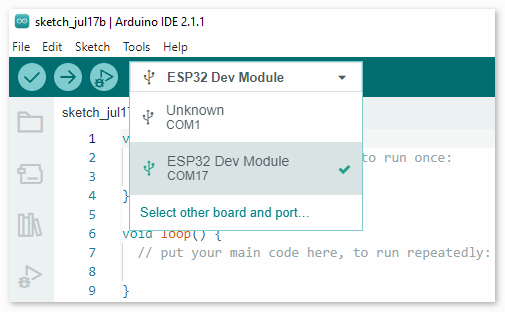 sketch_jul17b | Arduino IDE 2.1.1
File Edit Sketch Tools Help
ESP32 Dev Module
sketch_jul17
Unknown
COM1
ESP32 Dev Module
COM17
Select other board and port...
1 v
2 to run once:
3
4 }
5
6 void loop() {
7 // put your main code here, to run repeatedly:
8
9 }